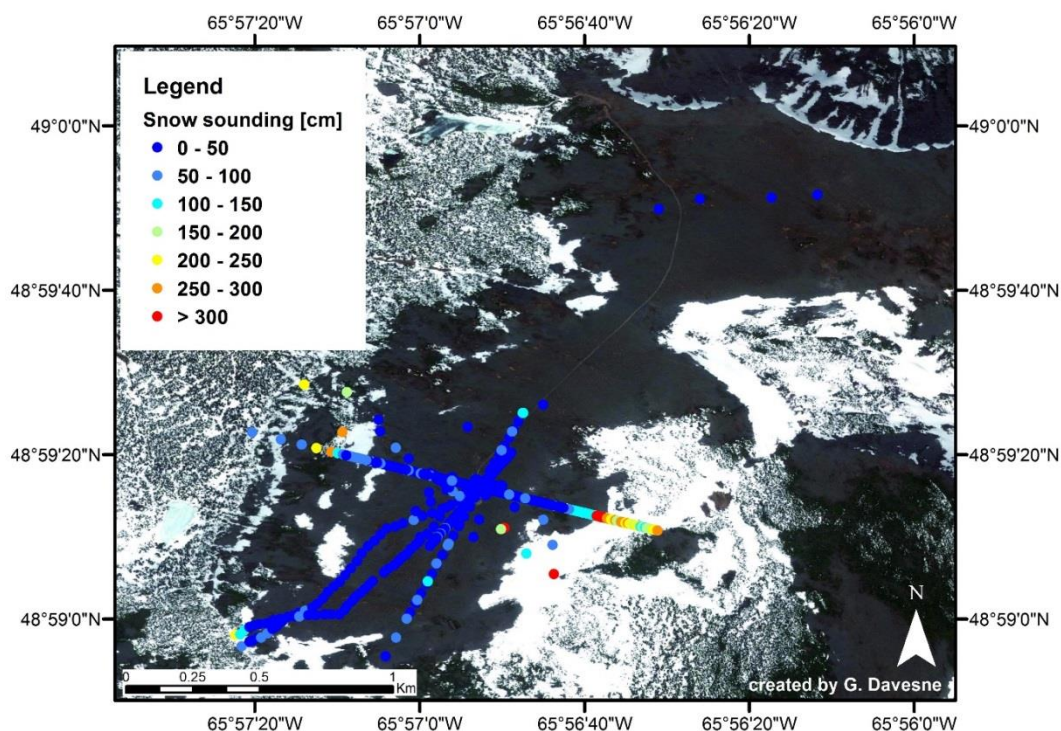 65°57'20"W 65°57'0"W 65°56'40"W 65°56'20"W 65°56'0"W
Legend
Snow sounding [cm]
0 - 50
50 - 100
100 - 150
150 - 200
200 - 250
250 - 300
> 300
49°0'0"N 49°0'0"N
48°59'40"N 48°59'40"N
48°59'20"N 48°59'20"N
48°59'0"N 48°59'0"N
N
0 0.25 0.5 1
Km
created by G. Davesne
65°57'20"W 65°57'0"W 65°56'40"W 65°56'20"W 65°56'0"W